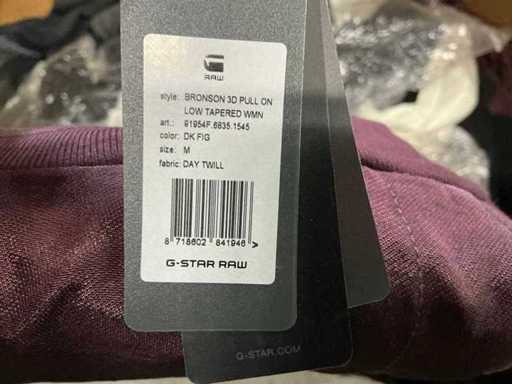 RAW
style: BRONSON 3D PULL ON
LOW TAPERED WMN
art.: 91954F.6835.1545
color: DK FIG
size: M
fabric: DAY TWILL
8 718602 841946 >
G-STAR RAW
G-STAR.COM